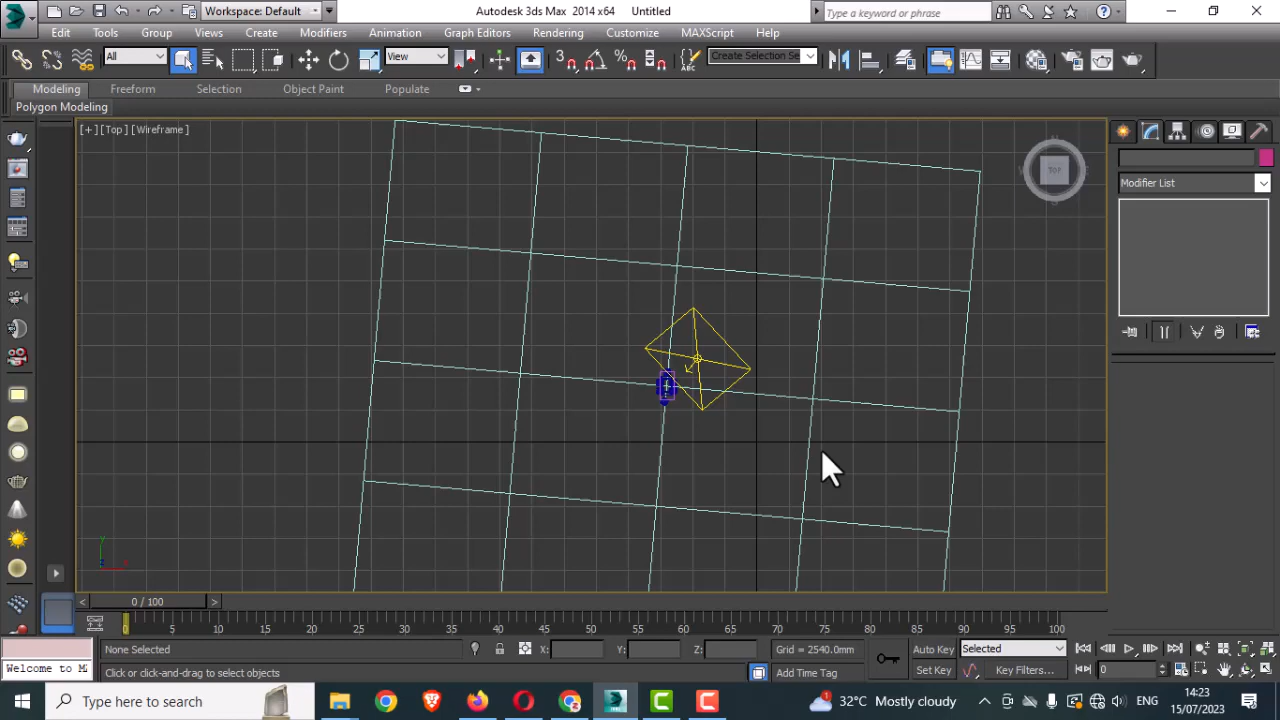 Workspace: Default
Autodesk 3ds Max 2014 x64
Untitled
Type a keyword or phrase
Edit
Tools
Group
Views
Create
Modifiers
Animation
Graph Editors
Rendering
Customize
MAXScript
Help
All
View
3
Create Selection Se
Modeling
Freeform
Selection
Object Paint
Populate
Polygon Modeling
[+] [Top] [Wireframe]
TOP
Modifier List
y
0 / 100
0
5
10
15
20
25
30
35
40
45
50
55
60
65
70
75
80
85
90
95
100
None Selected
X:
Y:
Z:
Grid = 2540.0mm
Auto Key
Selected
Welcome to M
Click or click-and-drag to select objects
Add Time Tag
Set Key
Key Filters...
0
Type here to search
32°C Mostly cloudy
ENG
14:23
15/07/2023